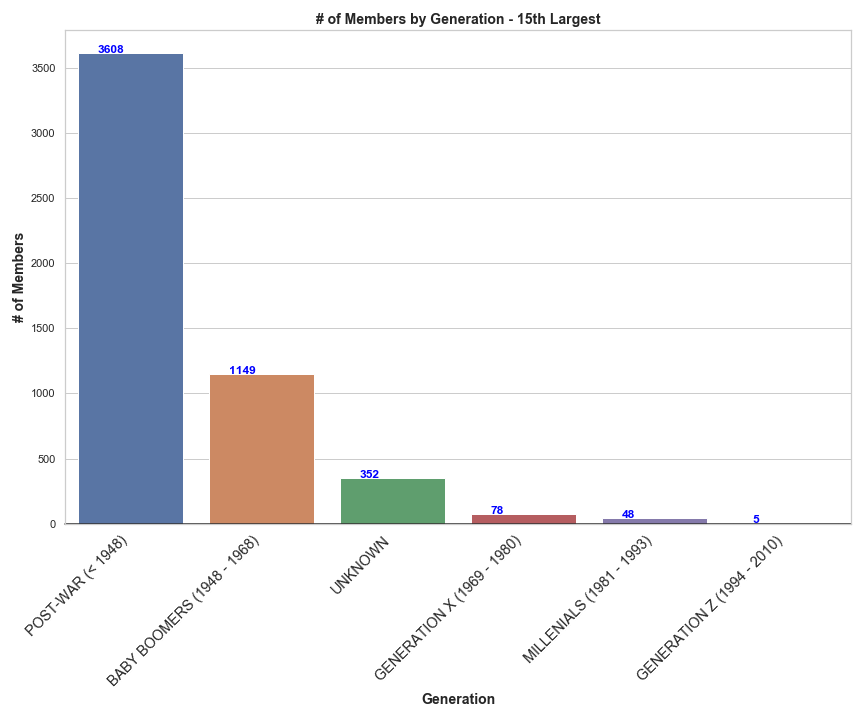 # of Members by Generation - 15th Largest
3608
3500
3000
2500
2000
1500
1149
1000
500
352
78
48
5
0
# of Members
POST-WAR (< 1948)
BABY BOOMERS (1948 - 1968)
UNKNOWN
GENERATION X (1969 - 1980)
MILLENIALS (1981 - 1993)
GENERATION Z (1994 - 2010)
Generation